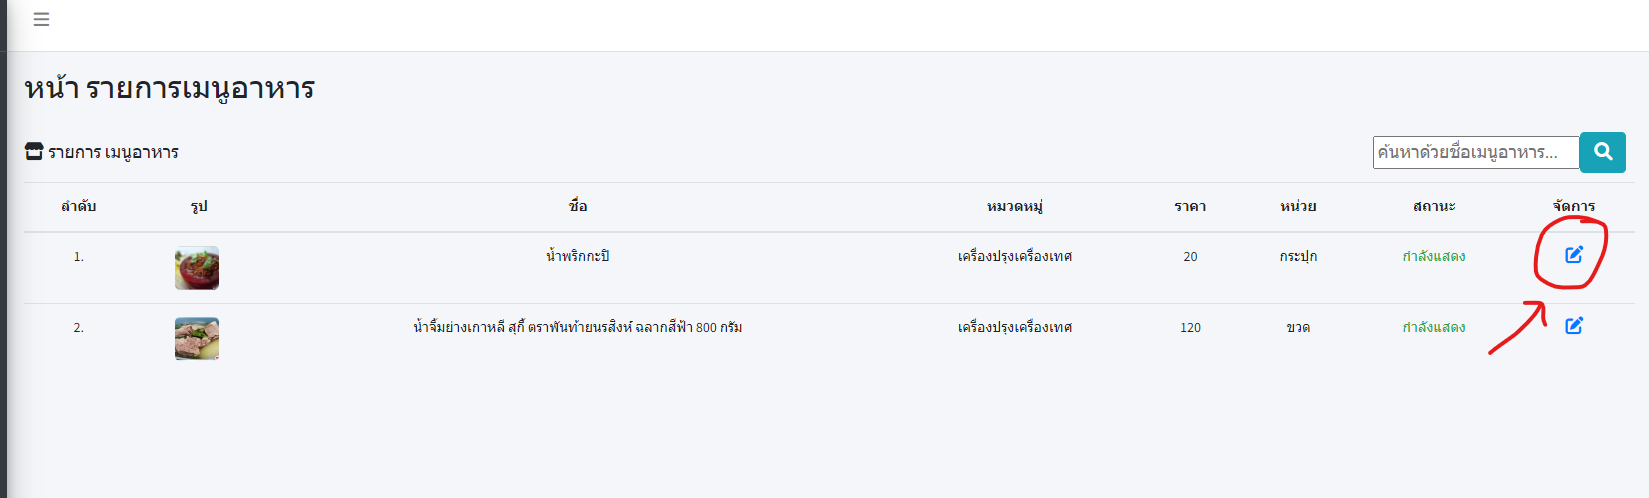 หน้า รายการเมนูอาหาร
รายการ เมนูอาหาร
ค้นหาด้วยชื่อเมนูอาหาร...
ลำดับ รูป ชื่อ หมวดหมู่ ราคา หน่วย สถานะ จัดการ
1. น้ำพริกกะปิ เครื่องปรุงเครื่องเทศ 20 กระปุก กำลังแสดง
2. น้ำจิ้มย่างเกาหลี สุกี้ ตราพันท้ายนรสิงห์ ฉลากสีฟ้า 800 กรัม เครื่องปรุงเครื่องเทศ 120 ขวด กำลังแสดง